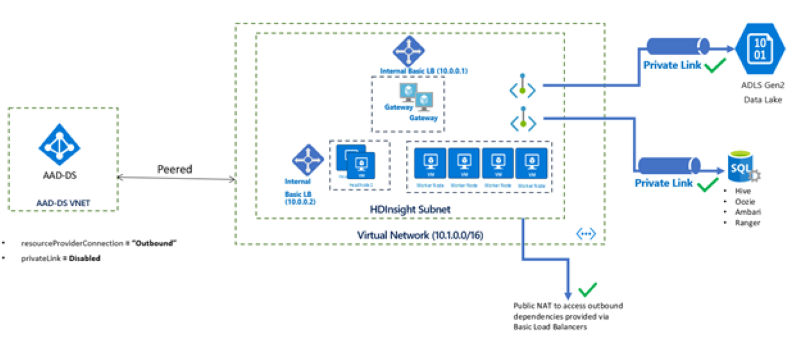 Internal Basic LB (10.0.0.1)
Gateway
Gateway
Private Link
10
01
ADLS Gen2
Data Lake
AAD-DS
AAD-DS VNET
Peered
Internal
Basic LB
(10.0.0.2)
VM
HeadNode 2
VM
VM
VM
VM
Worker Node
Worker Node
Worker Node
Worker Node
HDInsight Subnet
Virtual Network (10.1.0.0/16)
Private Link
SQL
• Hive
• Oozie
• Ambari
• Ranger
• resourceProviderConnection = “Outbound”
• privateLink = Disabled
Public NAT to access outbound
dependencies provided via
Basic Load Balancers